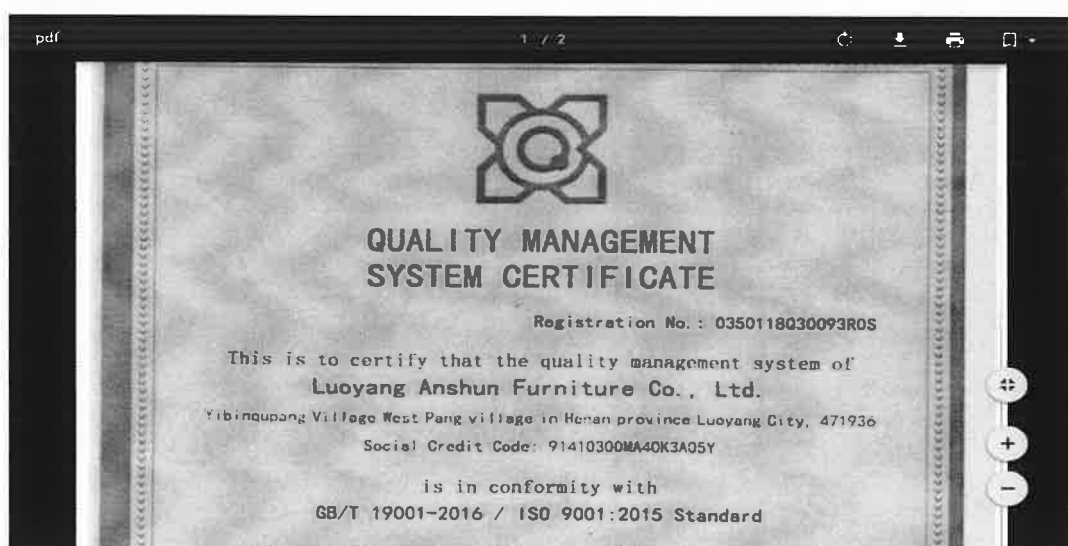 pdf
1 / 2
QUALITY MANAGEMENT
SYSTEM CERTIFICATE
Registration No.: 0350118Q30093R0S
This is to certify that the quality management system of
Luoyang Anshun Furniture Co., Ltd.
Village West Pang village in Henan province Luoyang City, 471936
Social Credit Code: 91410300MA40K3A05Y
is in conformity with
GB/T 19001-2016 / ISO 9001:2015 Standard